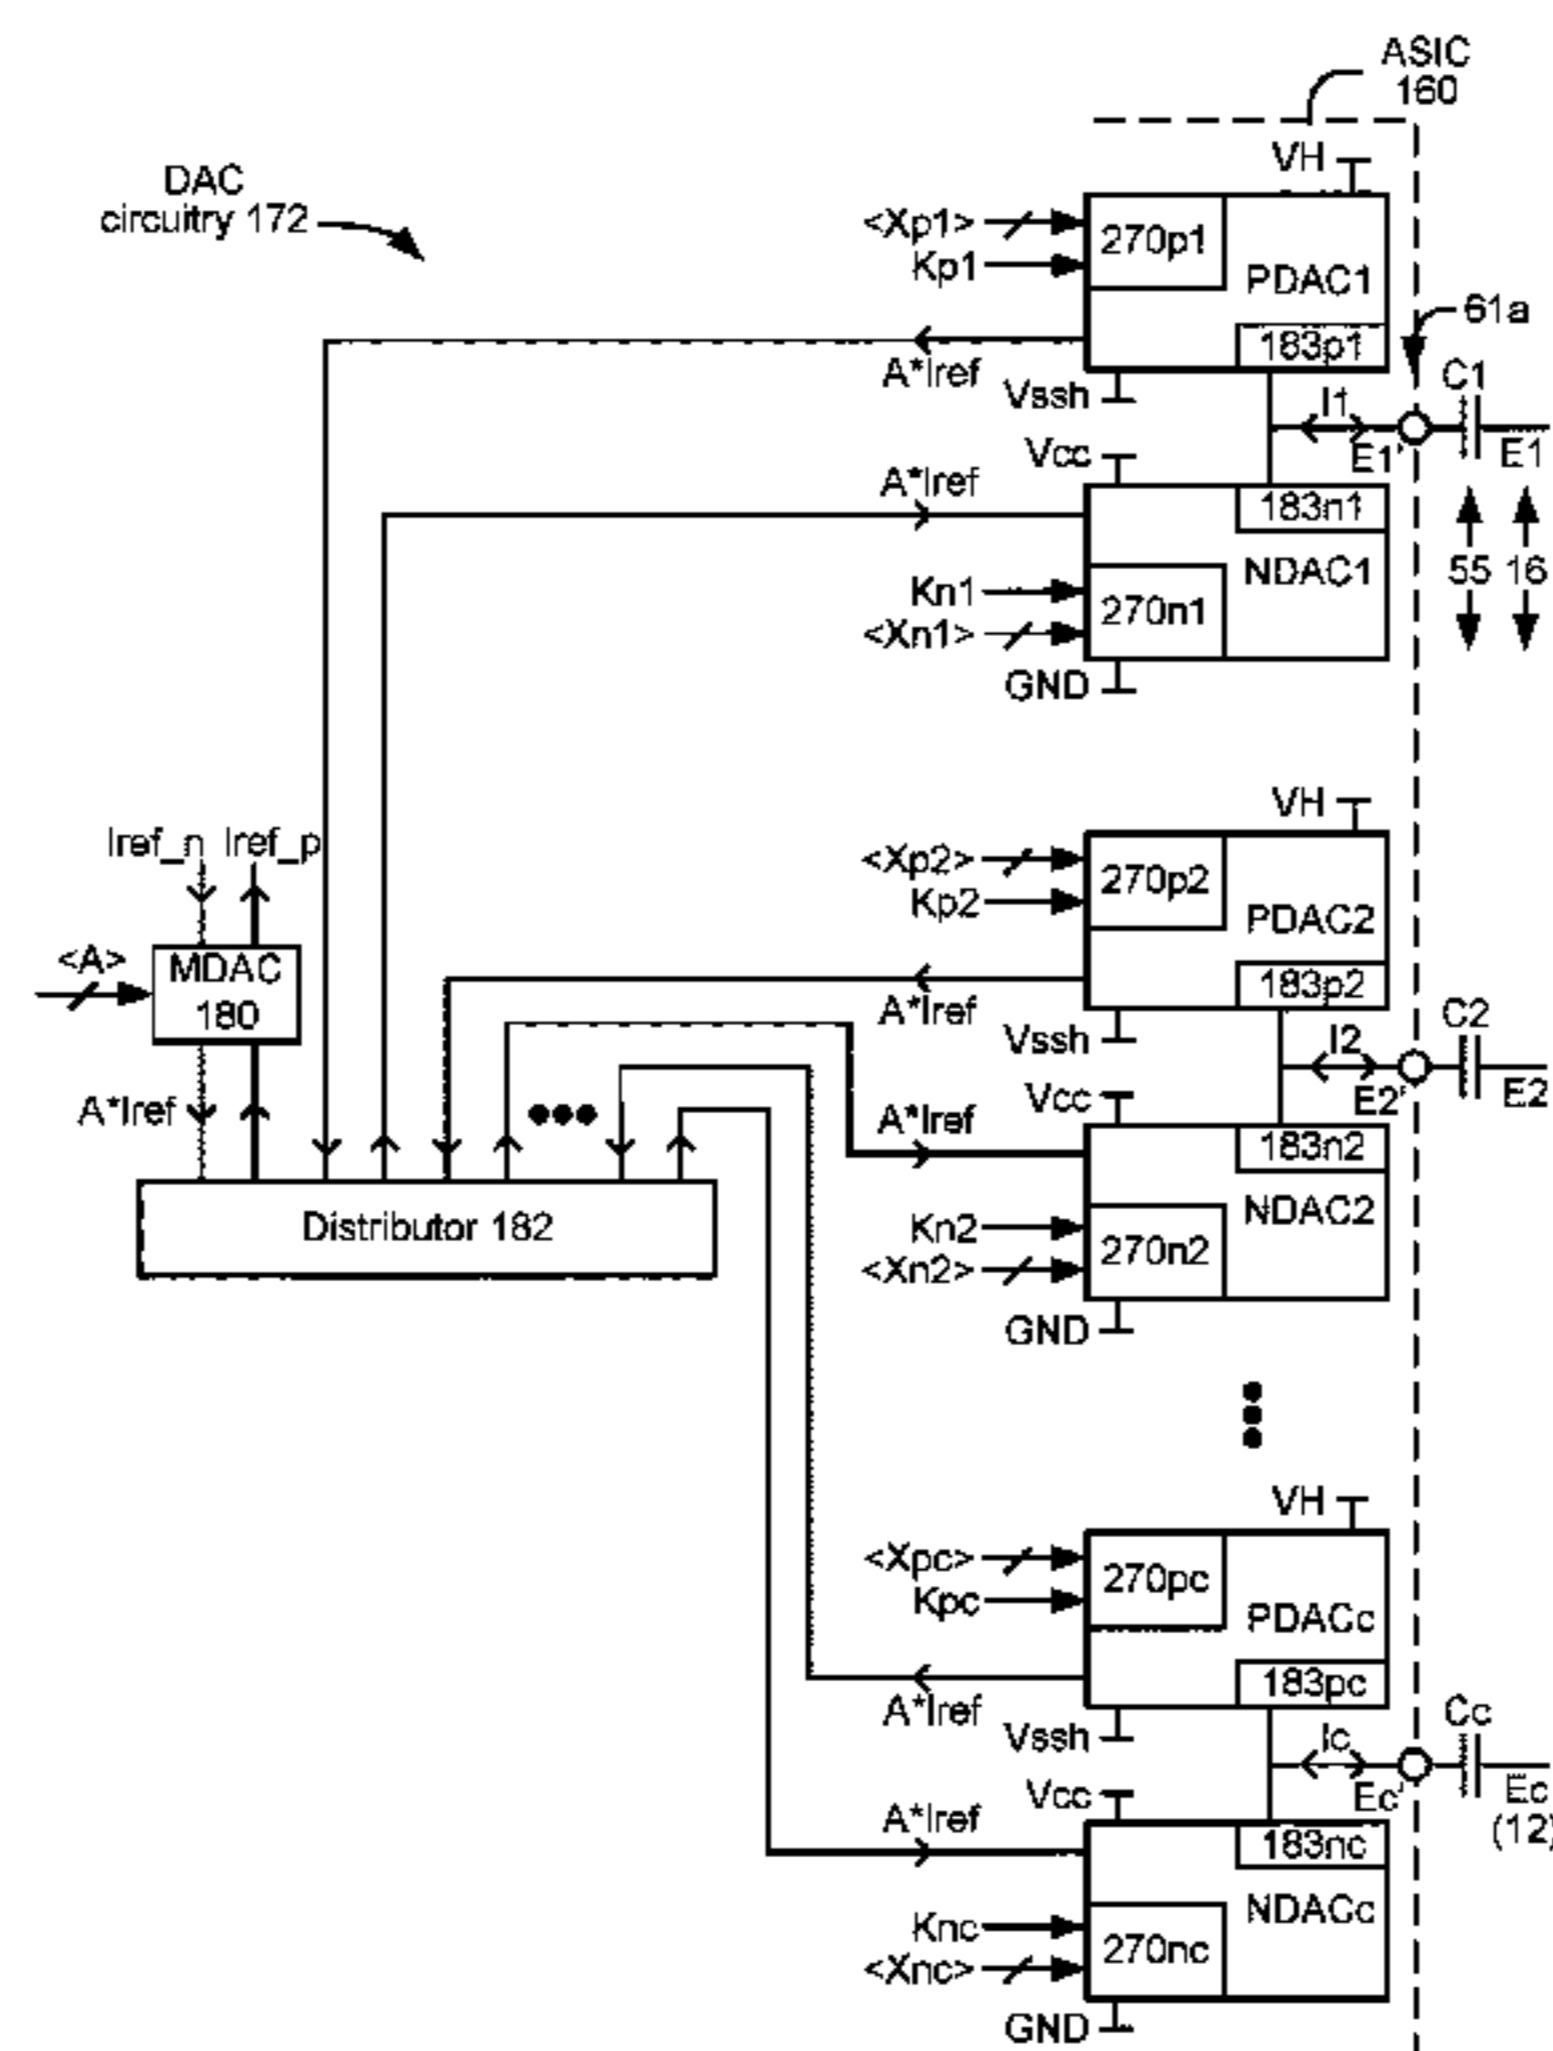 ASIC
160
DAC
circuitry 172
VH
<Xp1>
Kp1
270p1
PDAC1
183p1
61a
A*Iref
Vssh
I1
C1
E1'
E1
Vcc
A*Iref
183n1
NDAC1
55 16
Kn1
<Xn1>
270n1
GND
VH
Iref_n Iref_p
<Xp2>
Kp2
270p2
PDAC2
183p2
<A>
MDAC
180
A*Iref
Vssh
I2
C2
E2'
E2
Vcc
A*Iref
A*Iref
183n2
NDAC2
Distributor 182
Kn2
<Xn2>
270n2
GND
VH
<Xpc>
Kpc
270pc
PDACc
183pc
A*Iref
Vssh
Ic
Cc
Ec'
Ec
(12)
Vcc
A*Iref
183nc
NDACc
Knc
<Xnc>
270nc
GND